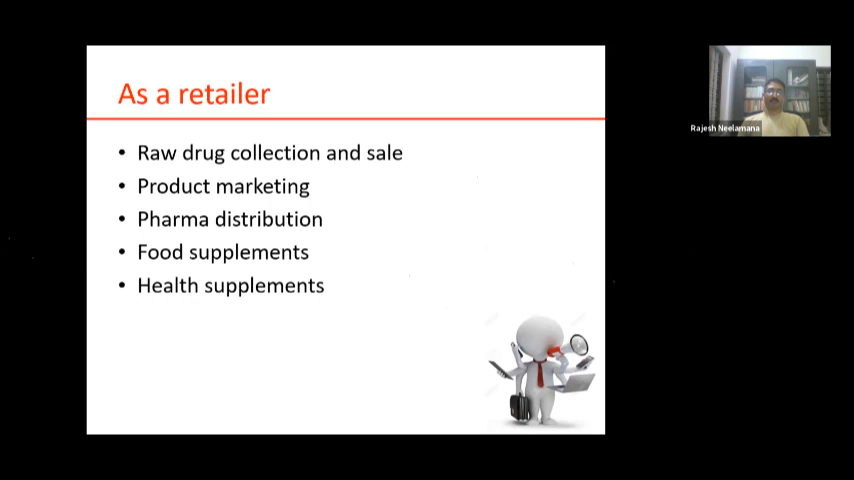 As a retailer
• Raw drug collection and sale
• Product marketing
• Pharma distribution
• Food supplements
• Health supplements
Rajesh Neelamana